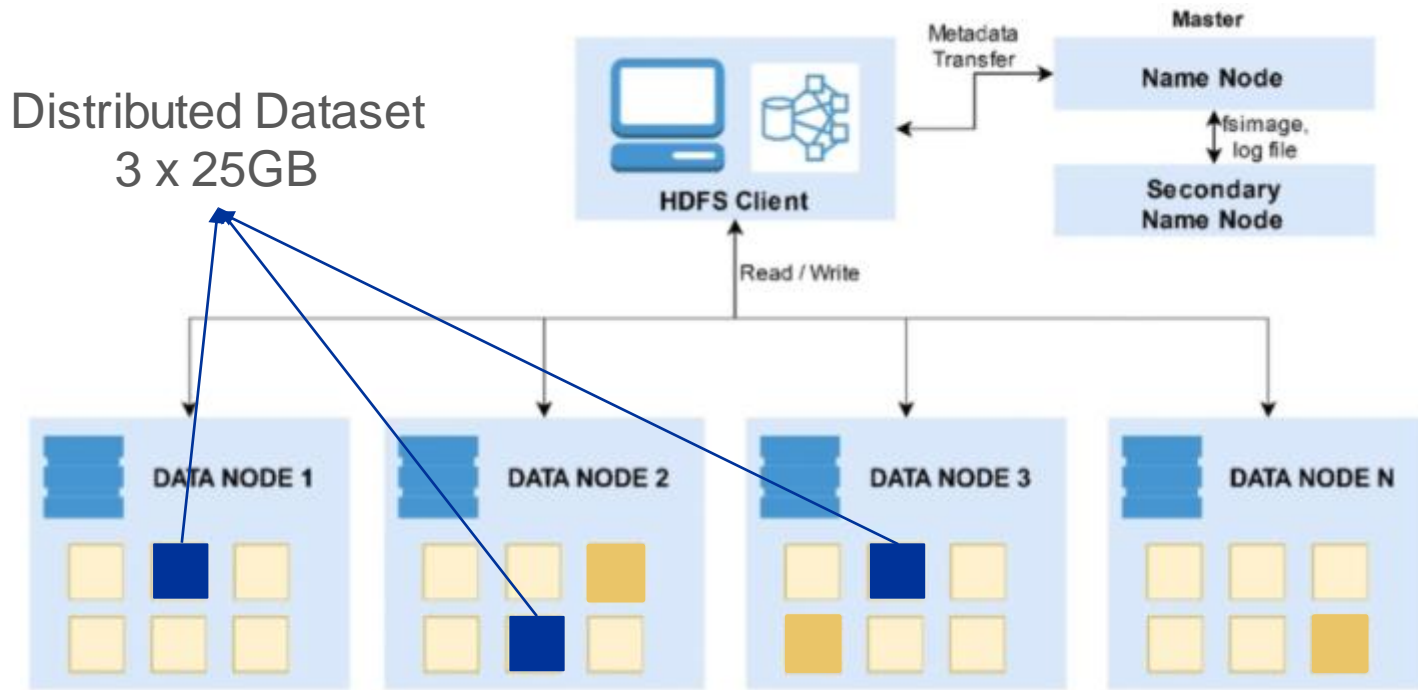 Distributed Dataset
3 x 25GB
Metadata
Transfer
Master
Name Node
fsimage,
log file
Secondary
Name Node
HDFS Client
Read / Write
DATA NODE 1
DATA NODE 2
DATA NODE 3
DATA NODE N